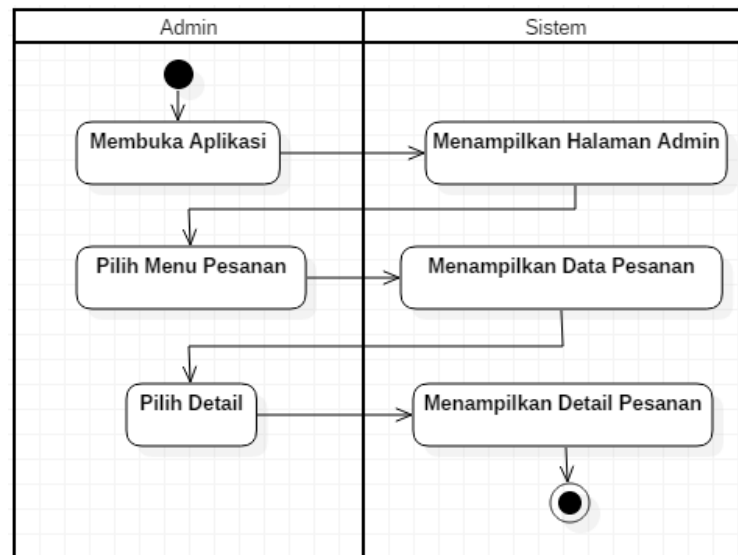 Admin
Sistem
Membuka Aplikasi
Menampilkan Halaman Admin
Pilih Menu Pesanan
Menampilkan Data Pesanan
Pilih Detail
Menampilkan Detail Pesanan